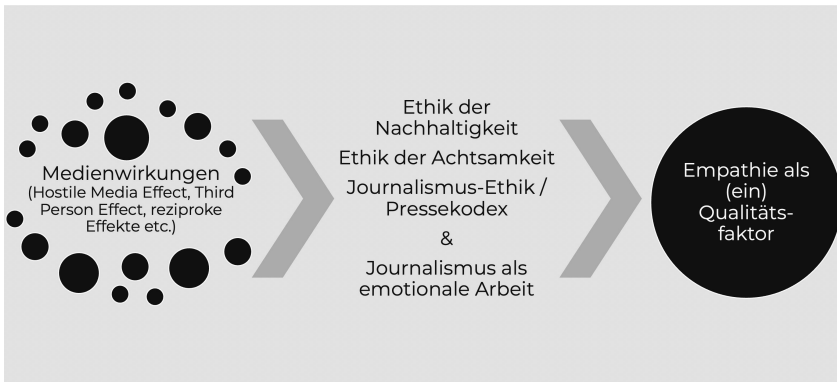 Medienwirkungen
(Hostile Media Effect, Third
Person Effect, reziproke
Effekte etc.)
Ethik der
Nachhaltigkeit
Ethik der Achtsamkeit
Journalismus-Ethik /
Pressekodex
&
Journalismus als
emotionale Arbeit
Empathie als
(ein)
Qualitäts-
faktor